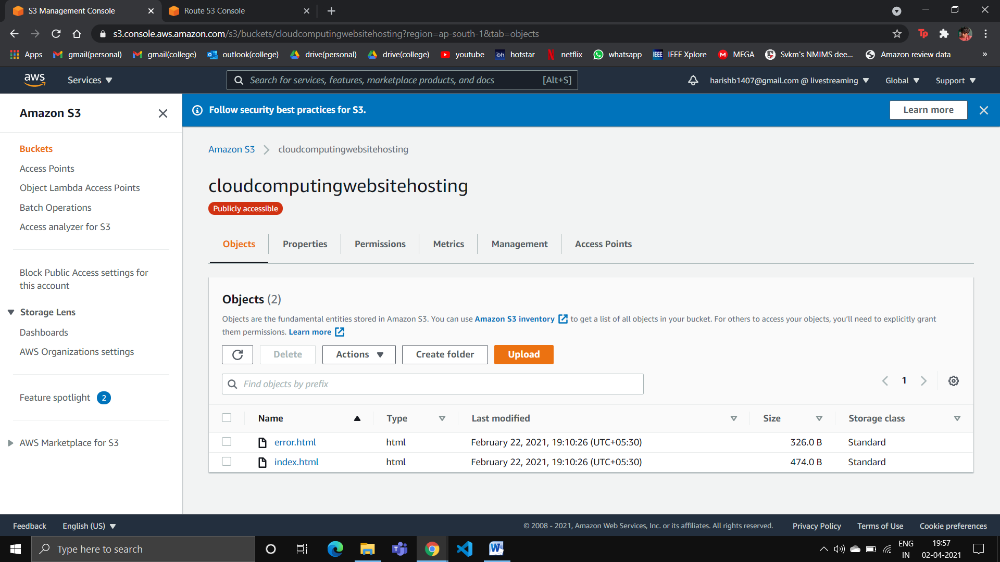 S3 Management Console
Route 53 Console
s3.console.aws.amazon.com/s3/buckets/cloudcomputingwebsitehosting?region=ap-south-1&tab=objects
Tp
Apps
gmail(personal)
gmail(college)
outlook(college)
drive(personal)
drive(college)
youtube
hotstar
netflix
whatsapp
IEEE Xplore
MEGA
Svkm's NMIMS dee...
Amazon review data
»
aws
Services
Search for services, features, marketplace products, and docs
[Alt+S]
harishb1407@gmail.com @ livestreaming
Global
Support
Amazon S3
Follow security best practices for S3.
Learn more
Buckets
Access Points
Object Lambda Access Points
Batch Operations
Access analyzer for S3
Block Public Access settings for
this account
Storage Lens
Dashboards
AWS Organizations settings
Feature spotlight 2
AWS Marketplace for S3
Amazon S3
cloudcomputingwebsitehosting
cloudcomputingwebsitehosting
Publicly accessible
Objects
Properties
Permissions
Metrics
Management
Access Points
Objects (2)
Objects are the fundamental entities stored in Amazon S3. You can use Amazon S3 inventory to get a list of all objects in your bucket. For others to access your objects, you'll need to explicitly grant
them permissions. Learn more
Delete
Actions
Create folder
Upload
Find objects by prefix
1
Name Type Last modified Size Storage class
error.html html February 22, 2021, 19:10:26 (UTC+05:30) 326.0 B Standard
index.html html February 22, 2021, 19:10:26 (UTC+05:30) 474.0 B Standard
Feedback
English (US)
© 2008 - 2021, Amazon Web Services, Inc. or its affiliates. All rights reserved.
Privacy Policy
Terms of Use
Cookie preferences
Type here to search
ENG
IN
19:57
02-04-2021